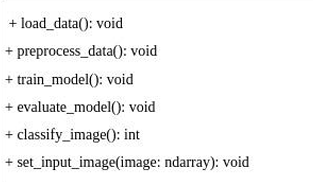 + load_data(): void
+ preprocess_data(): void
+ train_model(): void
+ evaluate_model(): void
+ classify_image(): int
+ set_input_image(image: ndarray): void